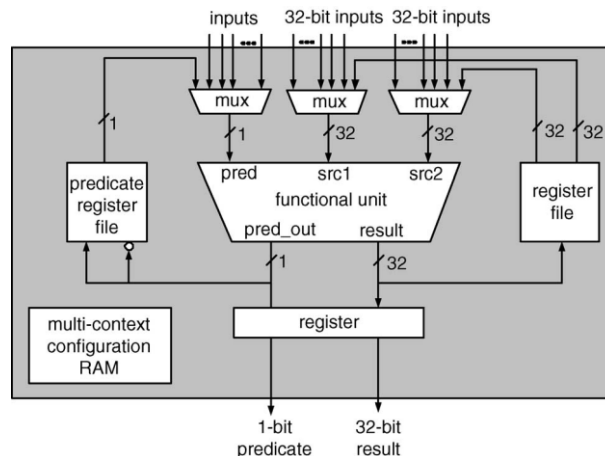 inputs 32-bit inputs 32-bit inputs
mux mux mux
1 1 32 32 32 32
pred src1 src2
functional unit
pred_out result
predicate
register
file
register
file
1 32
register
multi-context
configuration
RAM
1-bit
predicate
32-bit
result